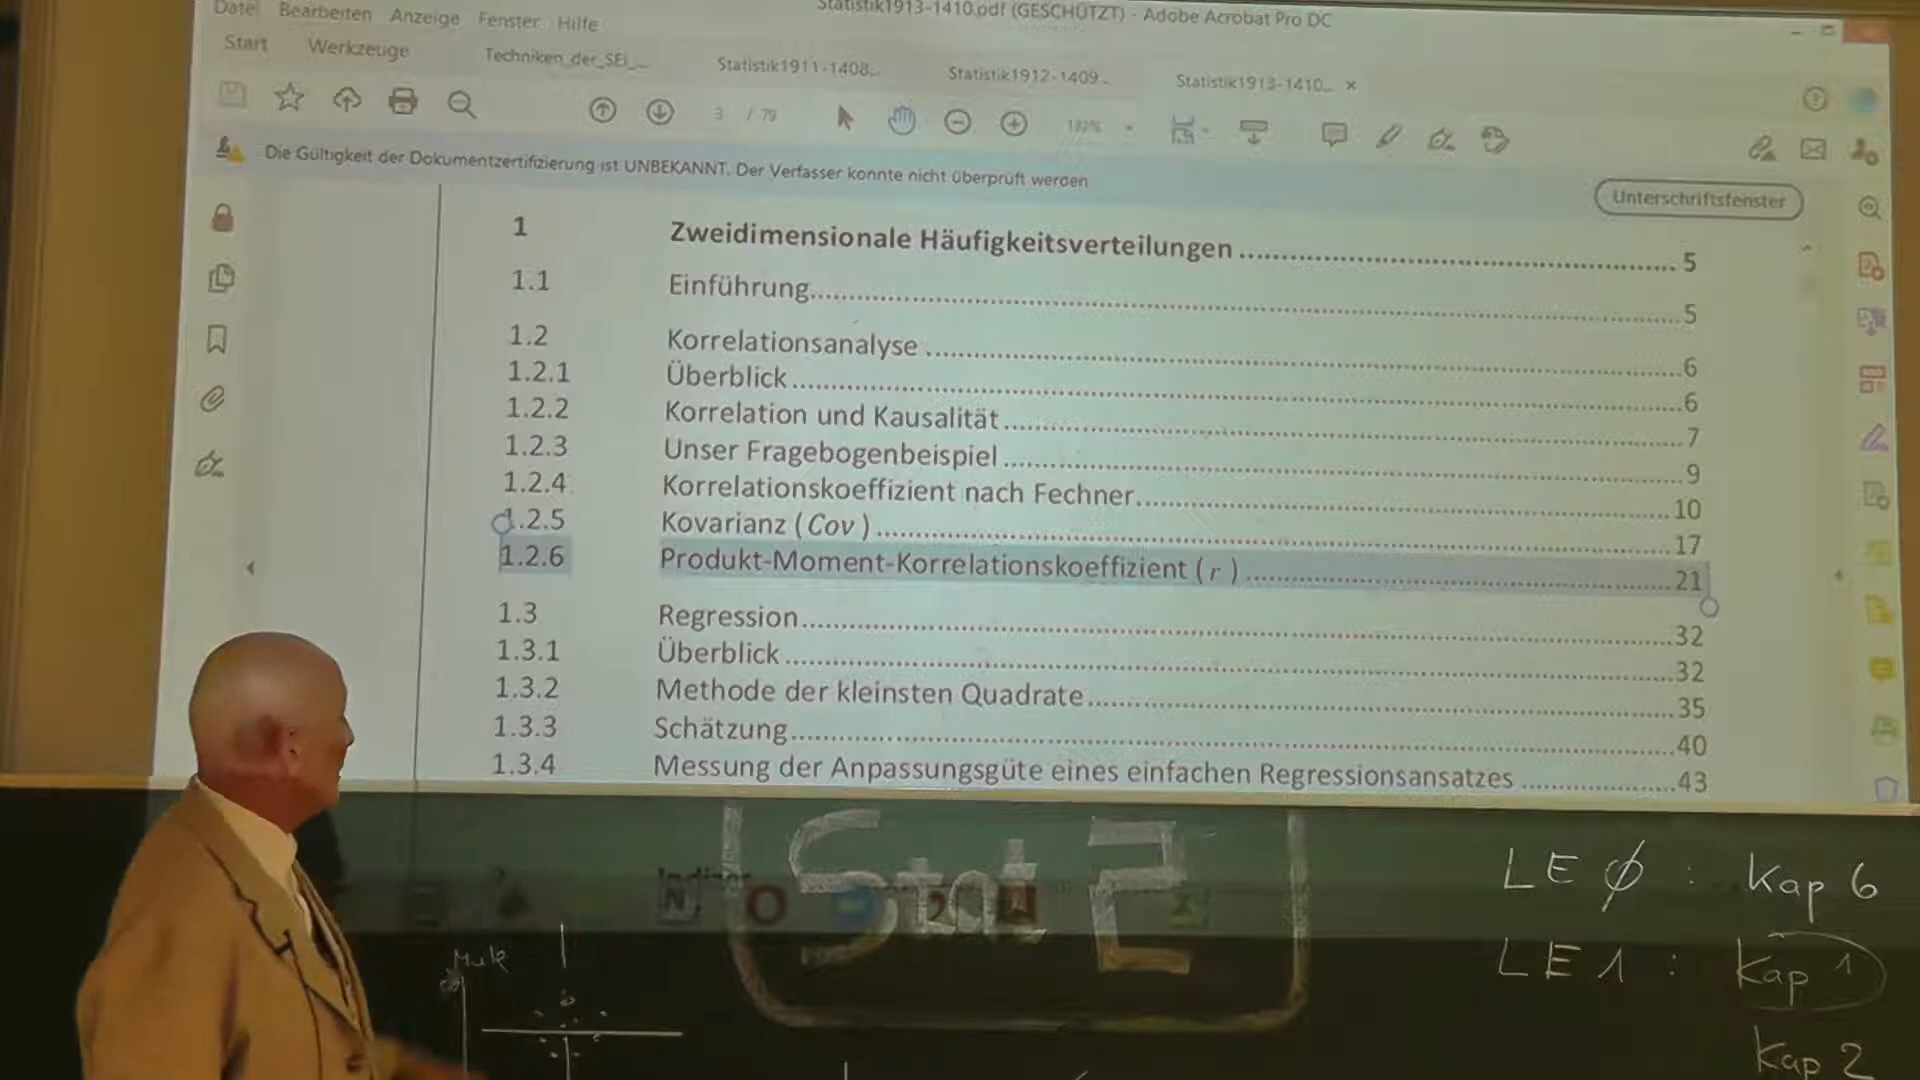 Datei Bearbeiten Anzeige Fenster Hilfe
Statistik1913-1410.pdf (GESCHÜTZT) - Adobe Acrobat Pro DC
Start Werkzeuge Techniken_der_SEI_... Statistik1911-1408... Statistik1912-1409... Statistik1913-1410... ×
3 / 79
Die Gültigkeit der Dokumentzertifizierung ist UNBEKANNT. Der Verfasser konnte nicht überprüft werden
Unterschriftsfenster
1 Zweidimensionale Häufigkeitsverteilungen 5
1.1 Einführung 5
1.2 Korrelationsanalyse 6
1.2.1 Überblick 6
1.2.2 Korrelation und Kausalität 7
1.2.3 Unser Fragebogenbeispiel 9
1.2.4 Korrelationskoeffizient nach Fechner 10
1.2.5 Kovarianz (Cov) 17
1.2.6 Produkt-Moment-Korrelationskoeffizient (r) 21
1.3 Regression 32
1.3.1 Überblick 32
1.3.2 Methode der kleinsten Quadrate 35
1.3.3 Schätzung 40
1.3.4 Messung der Anpassungsgüte eines einfachen Regressionsansatzes 43
Stat 2
LE Ø : Kap 6
LE 1 : Kap 1
Kap 2